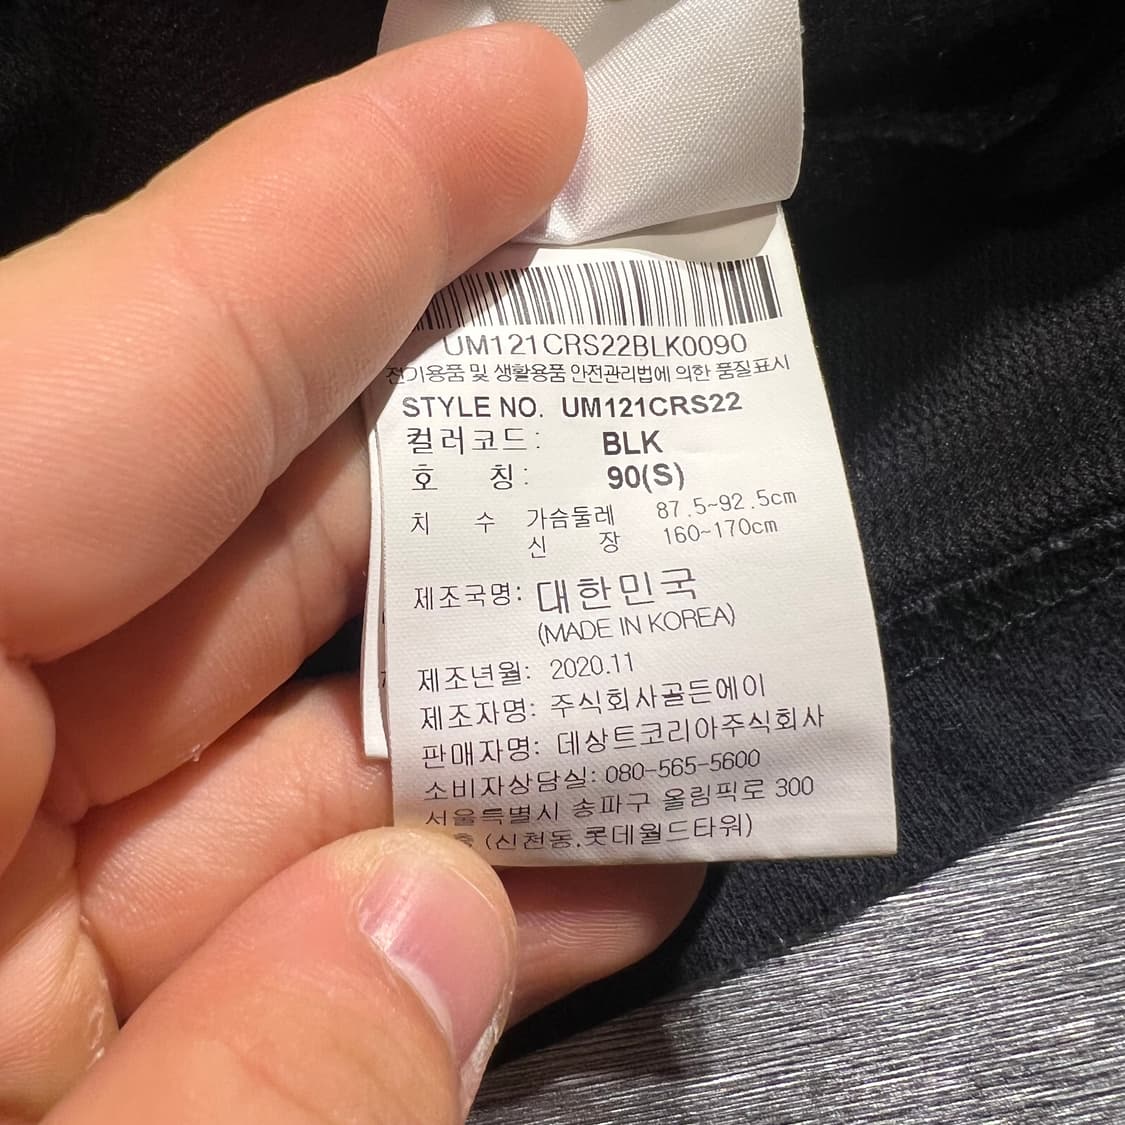 UM121CRS22BLK0090
전기용품 및 생활용품 안전관리법에 의한 품질표시
STYLE NO. UM121CRS22
컬러코드: BLK
호 칭: 90(S)
치 수 가슴둘레 87.5~92.5cm
신 장 160~170cm
제조국명: 대한민국
(MADE IN KOREA)
제조년월: 2020.11
제조자명: 주식회사골든에이
판매자명: 데상트코리아주식회사
소비자상담실: 080-565-5600
서울특별시 송파구 올림픽로 300
(신천동,롯데월드타워)